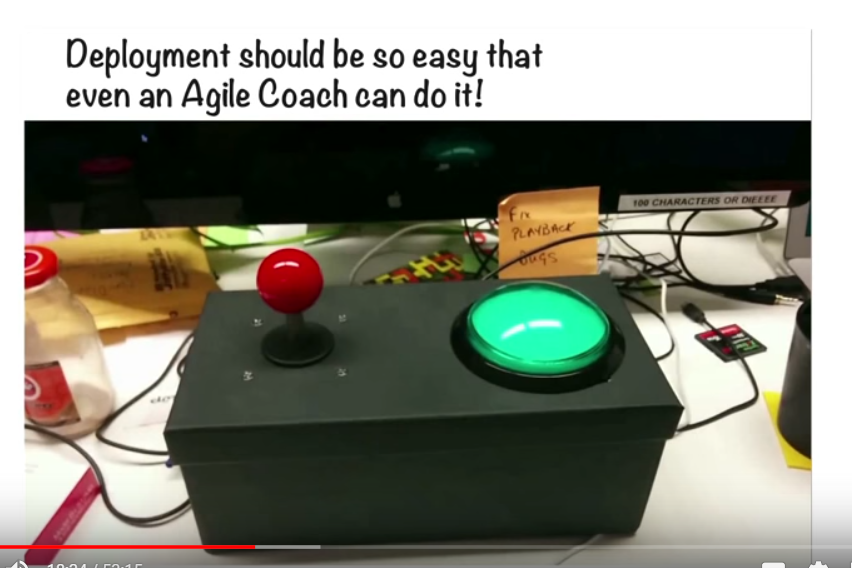 Deployment should be so easy that
even an Agile Coach can do it!
100 CHARACTERS OR DIEEEE
Fix
PLAYBACK
BUGS